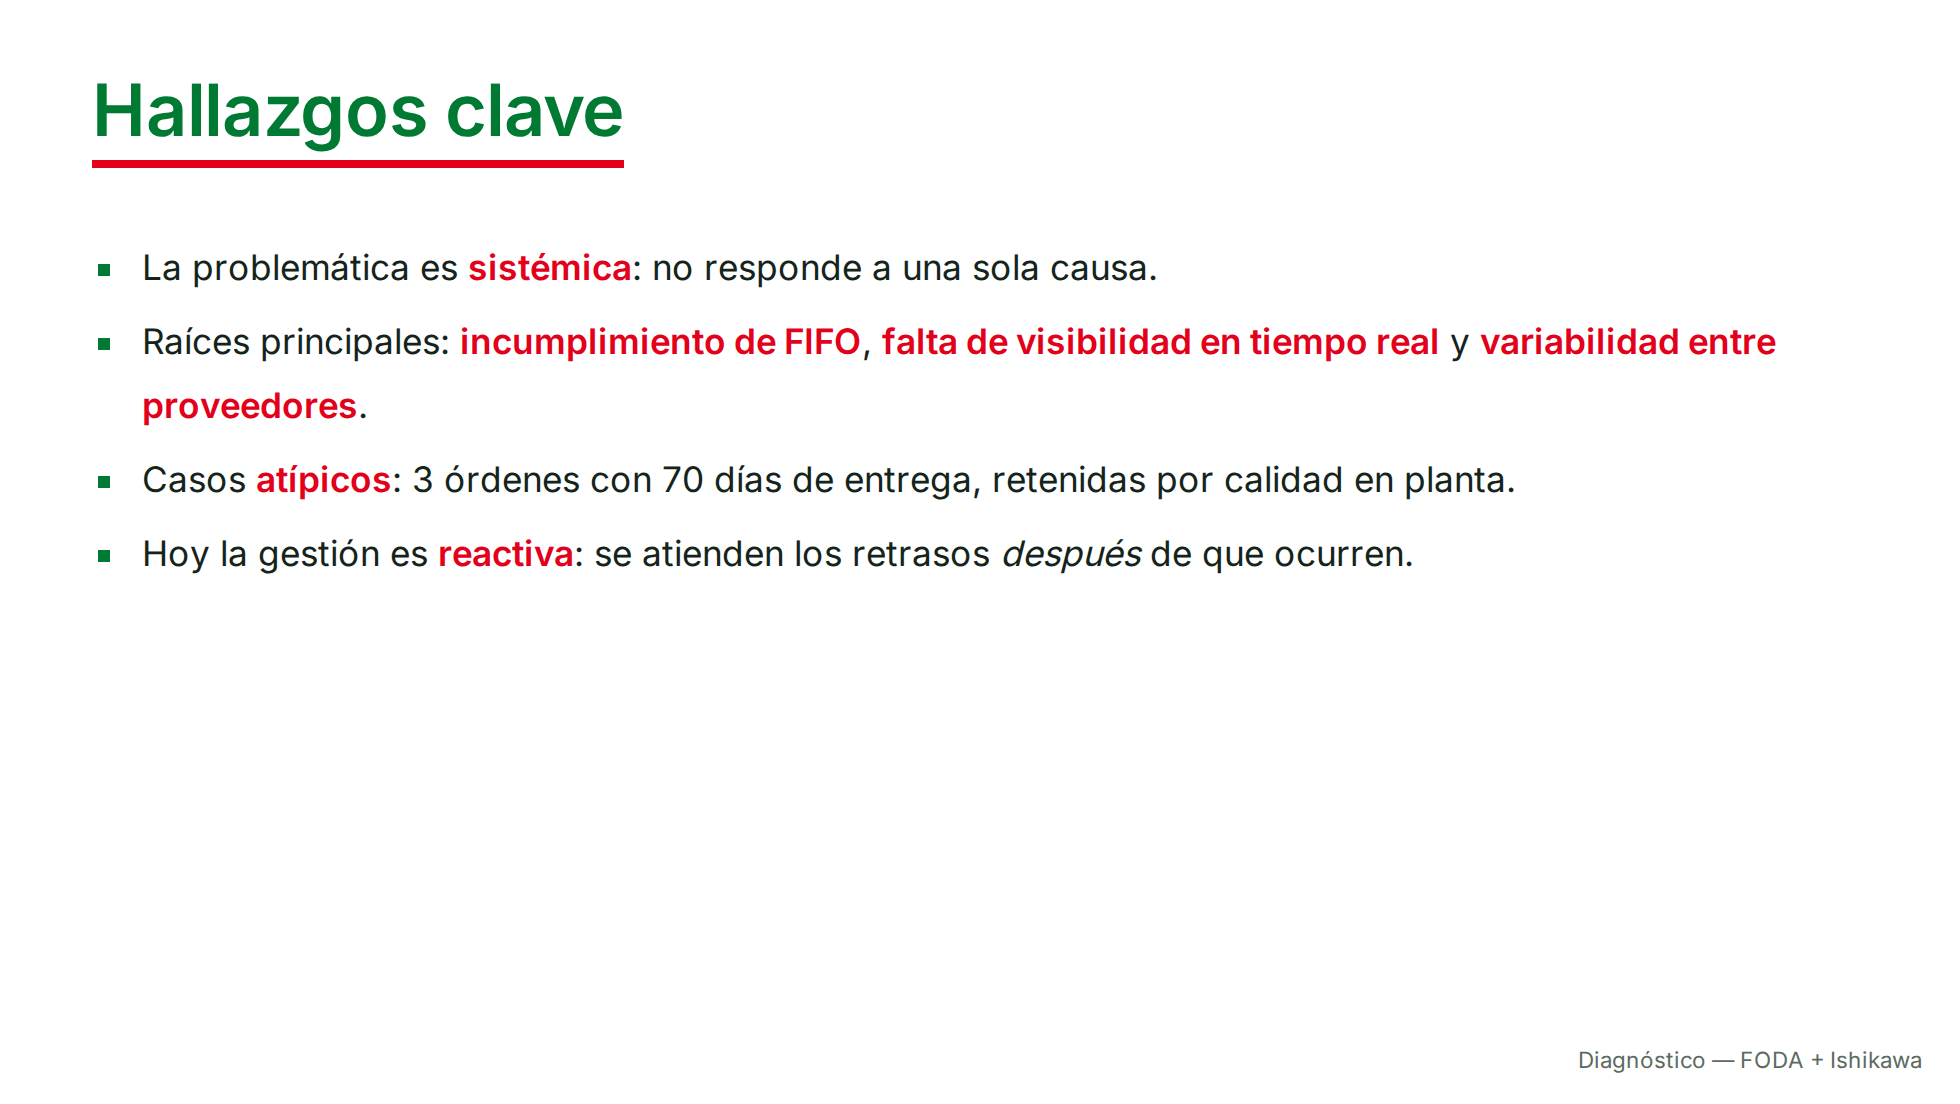 Hallazgos clave
La problemática es sistémica: no responde a una sola causa.
Raíces principales: incumplimiento de FIFO, falta de visibilidad en tiempo real y variabilidad entre
proveedores.
Casos atípicos: 3 órdenes con 70 días de entrega, retenidas por calidad en planta.
Hoy la gestión es reactiva: se atienden los retrasos después de que ocurren.
Diagnóstico — FODA + Ishikawa